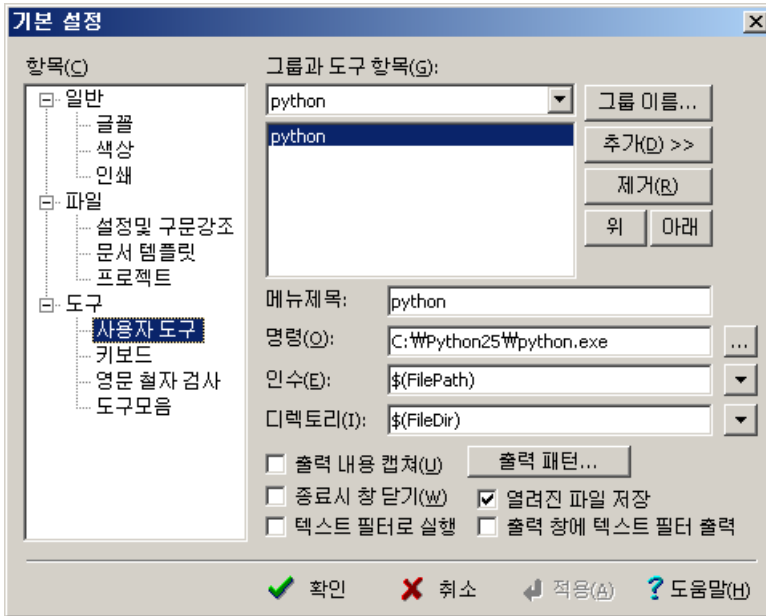 기본 설정
항목(C)
일반
글꼴
색상
인쇄
파일
설정및 구문강조
문서 템플릿
프로젝트
도구
사용자 도구
키보드
영문 철자 검사
도구모음
그룹과 도구 항목(G):
python
그룹 이름...
python
추가(D) >>
제거(R)
위 아래
메뉴제목: python
명령(O): C:₩Python25₩python.exe ...
인수(E): $(FilePath)
디렉토리(I): $(FileDir)
출력 내용 캡쳐(U) 출력 패턴...
종료시 창 닫기(W) 열려진 파일 저장
텍스트 필터로 실행 출력 창에 텍스트 필터 출력
확인 취소 적용(A) ?도움말(H)